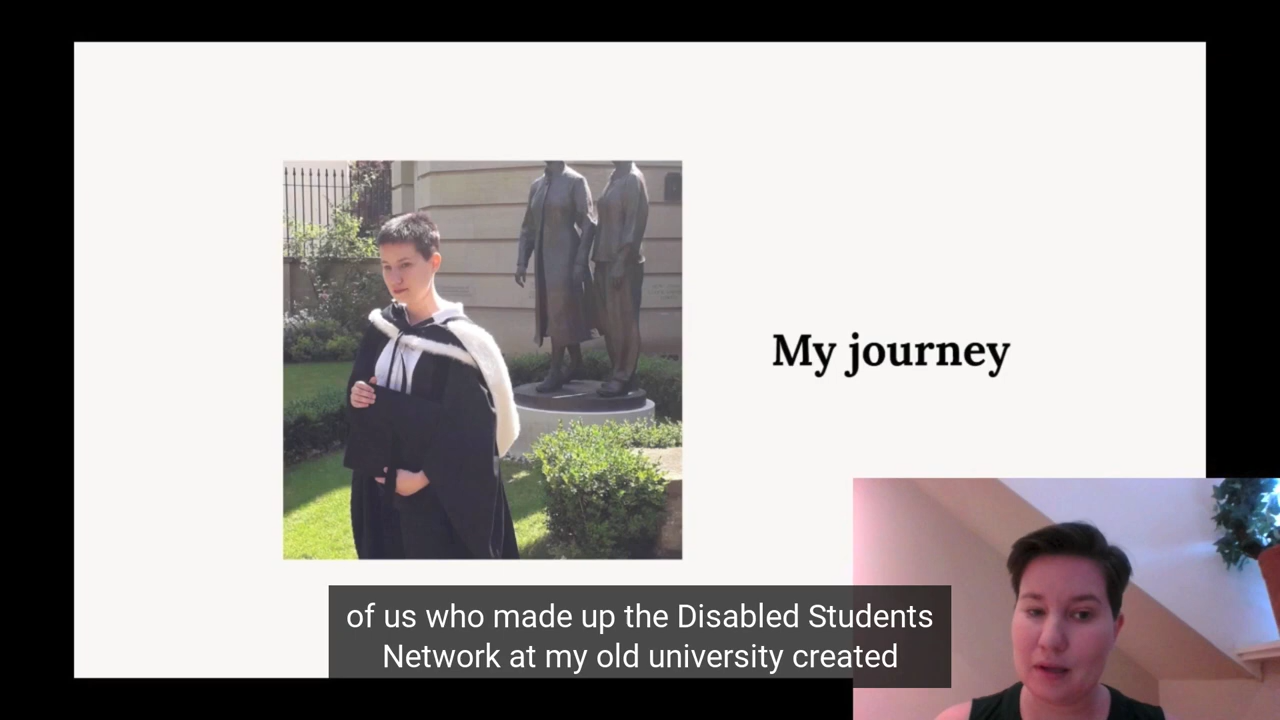 My journey
of us who made up the Disabled Students
Network at my old university created